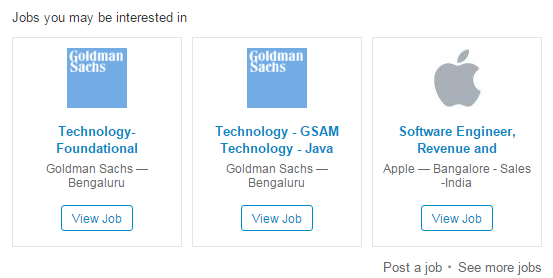 Jobs you may be interested in
Goldman
Sachs
Technology-
Foundational
Goldman Sachs —
Bengaluru
View Job
Goldman
Sachs
Technology - GSAM
Technology - Java
Goldman Sachs —
Bengaluru
View Job
Software Engineer,
Revenue and
Apple — Bangalore - Sales
-India
View Job
Post a job • See more jobs